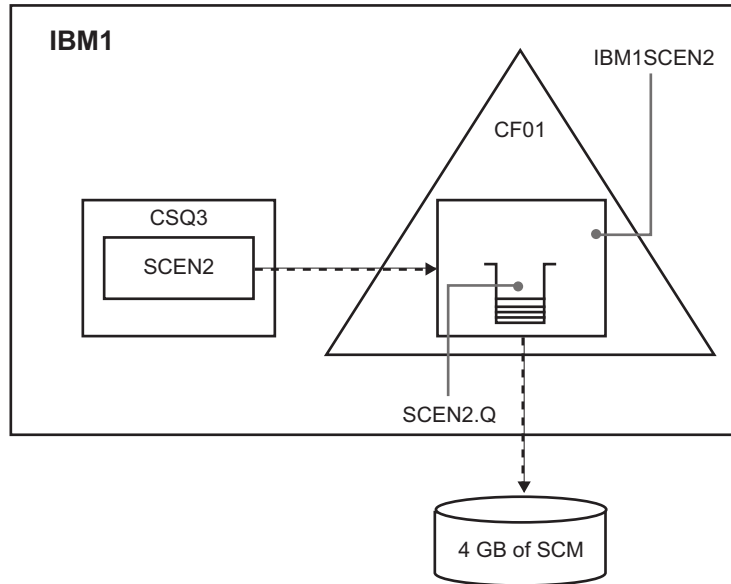 IBM1
IBM1SCEN2
CF01
CSQ3
SCEN2
SCEN2.Q
4 GB of SCM